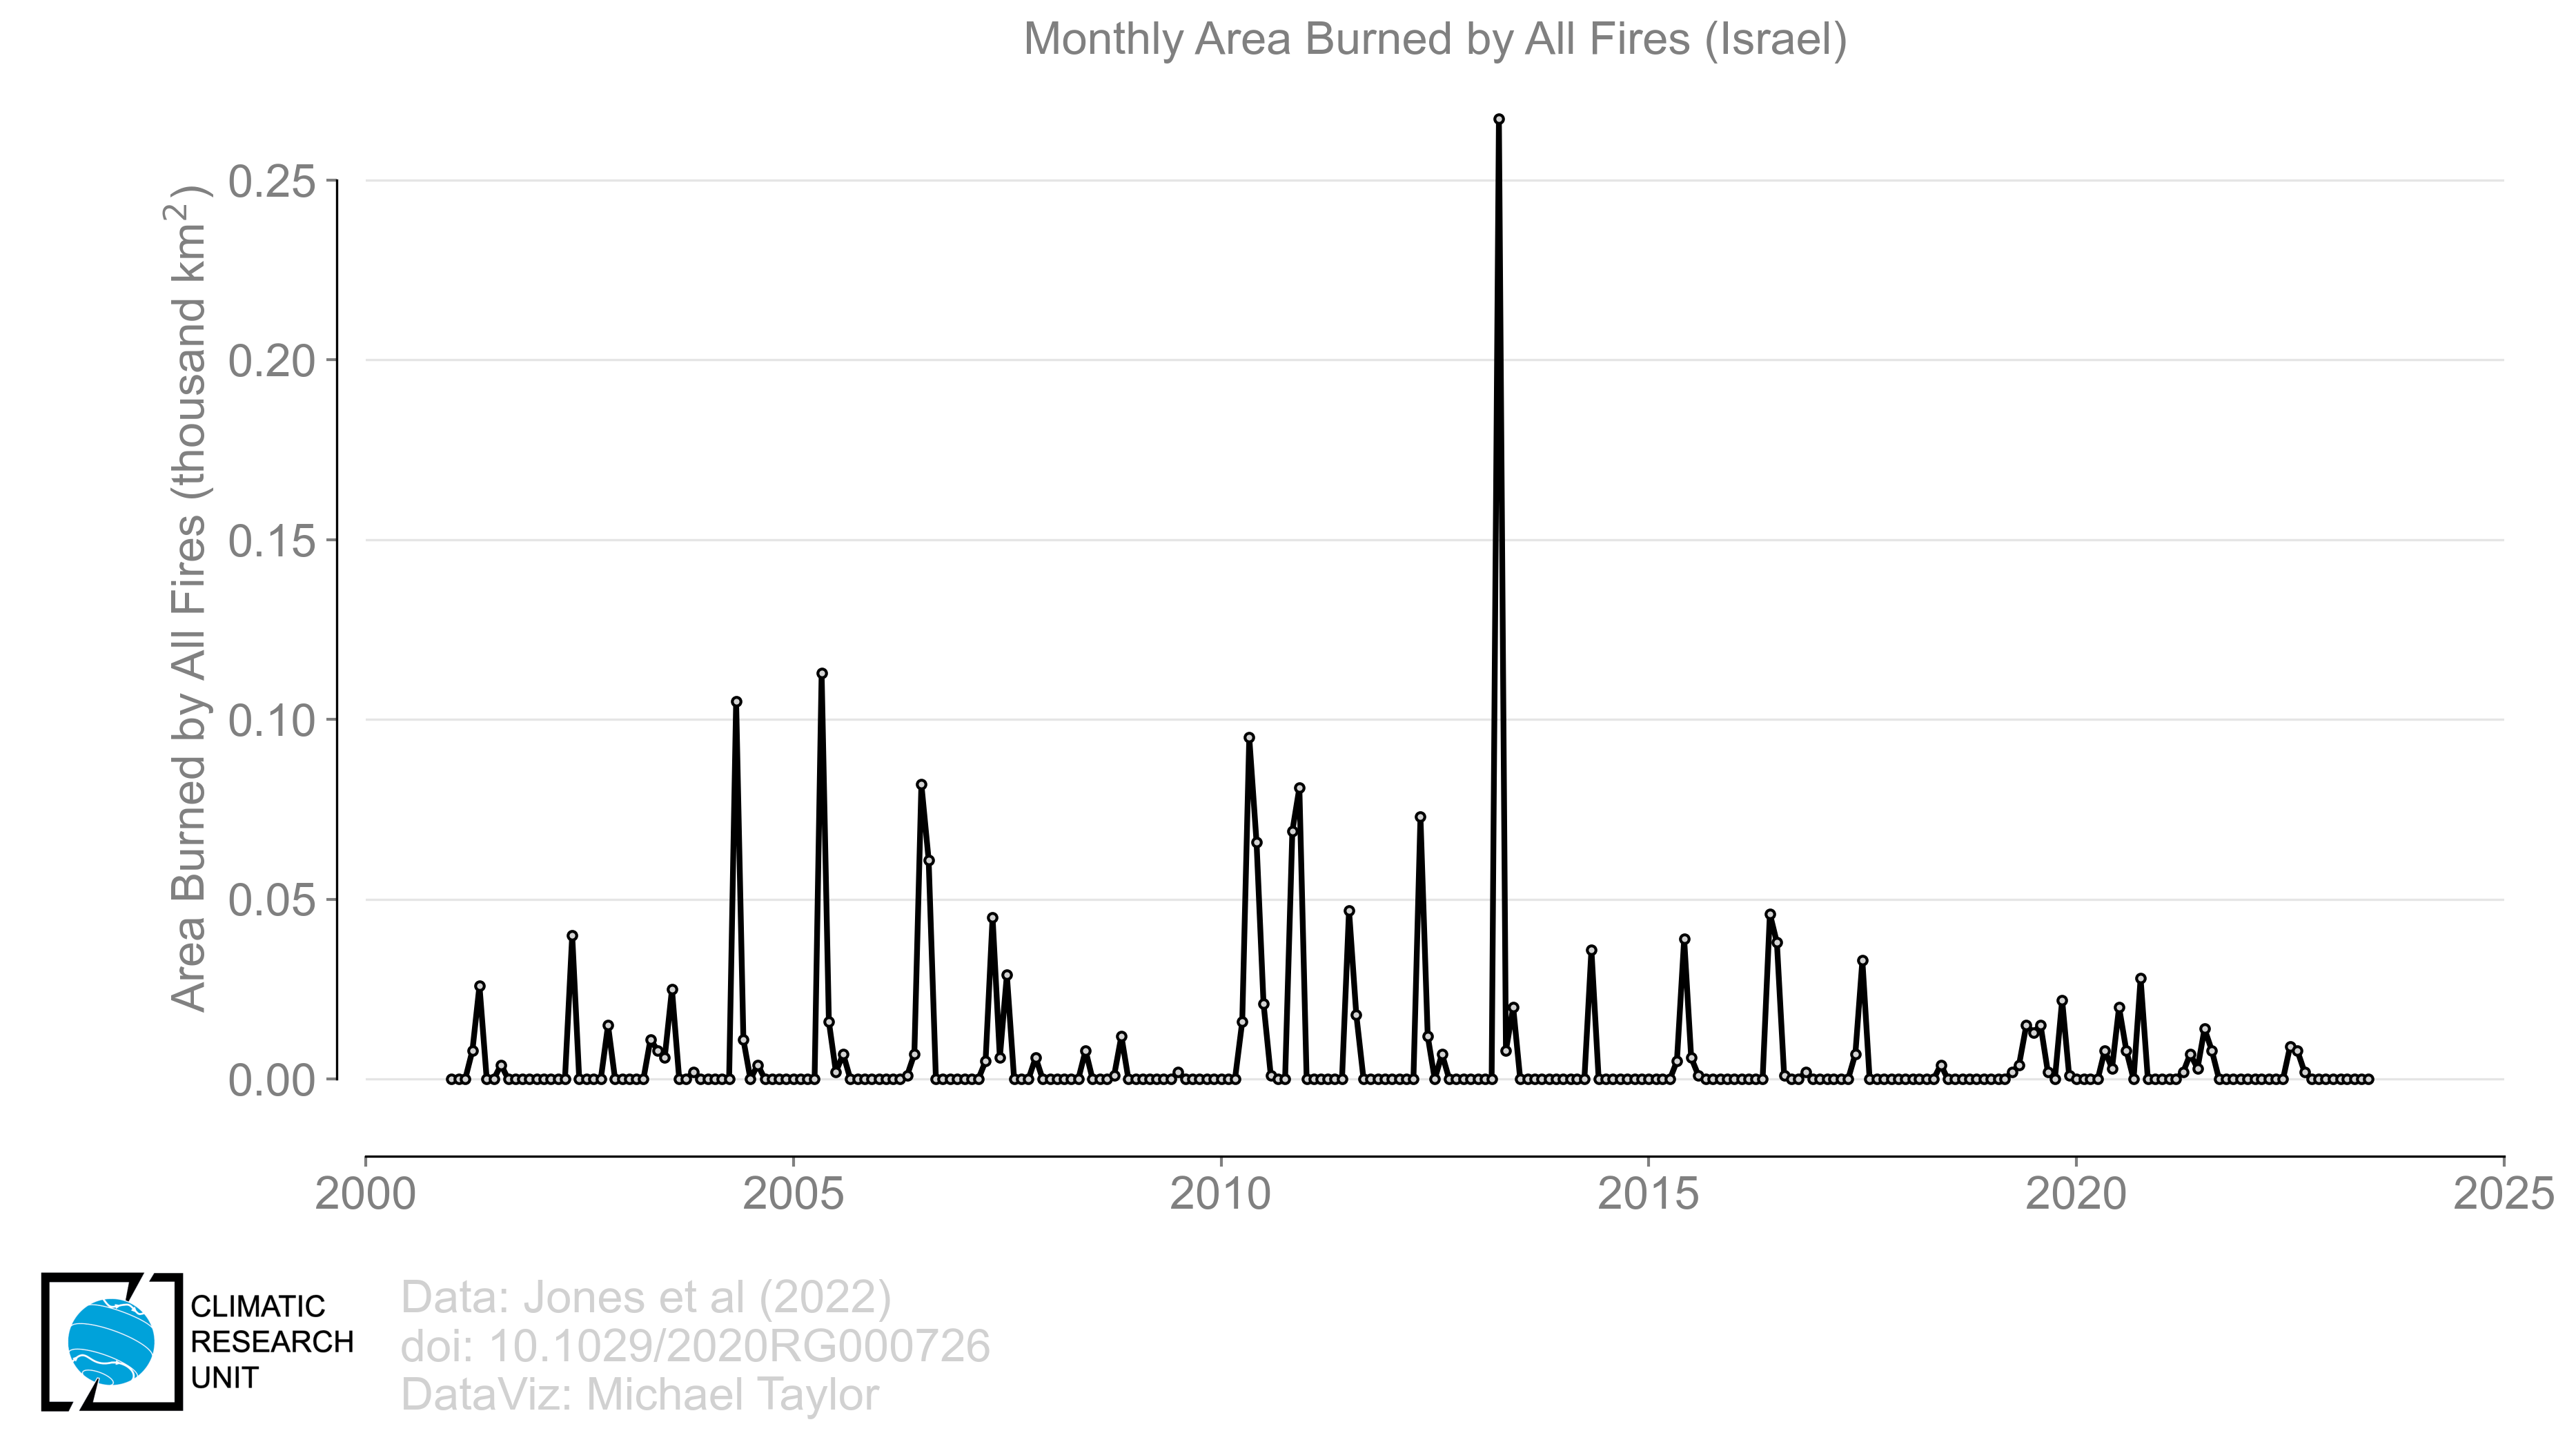 Monthly Area Burned by All Fires (Israel)
Area Burned by All Fires (thousand km²)
0.25
0.20
0.15
0.10
0.05
0.00
2000 2005 2010 2015 2020 2025
CLIMATIC
RESEARCH
UNIT
Data: Jones et al (2022)
doi: 10.1029/2020RG000726
DataViz: Michael Taylor